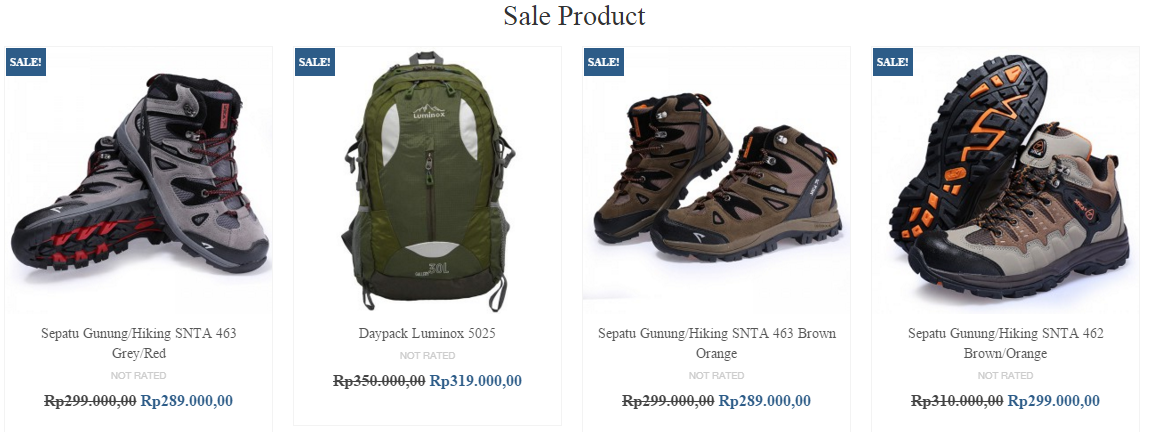 Sale Product
SALE!
SALE!
SALE!
SALE!
Luminox
30L
Sepatu Gunung/Hiking SNTA 463
Grey/Red
NOT RATED
Rp299.000,00 Rp289.000,00
Daypack Luminox 5025
NOT RATED
Rp350.000,00 Rp319.000,00
Sepatu Gunung/Hiking SNTA 463 Brown
Orange
NOT RATED
Rp299.000,00 Rp289.000,00
Sepatu Gunung/Hiking SNTA 462
Brown/Orange
NOT RATED
Rp310.000,00 Rp299.000,00